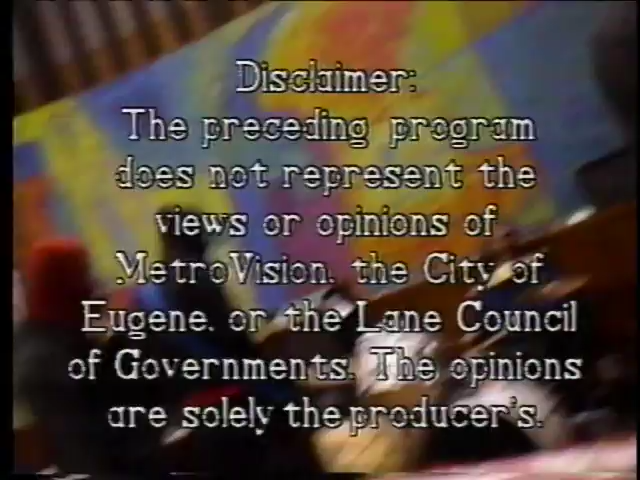 Disclaimer:
The preceding program
does not represent the
views or opinions of
MetroVision, the City of
Eugene, or the Lane Council
of Governments. The opinions
are solely the producer's.